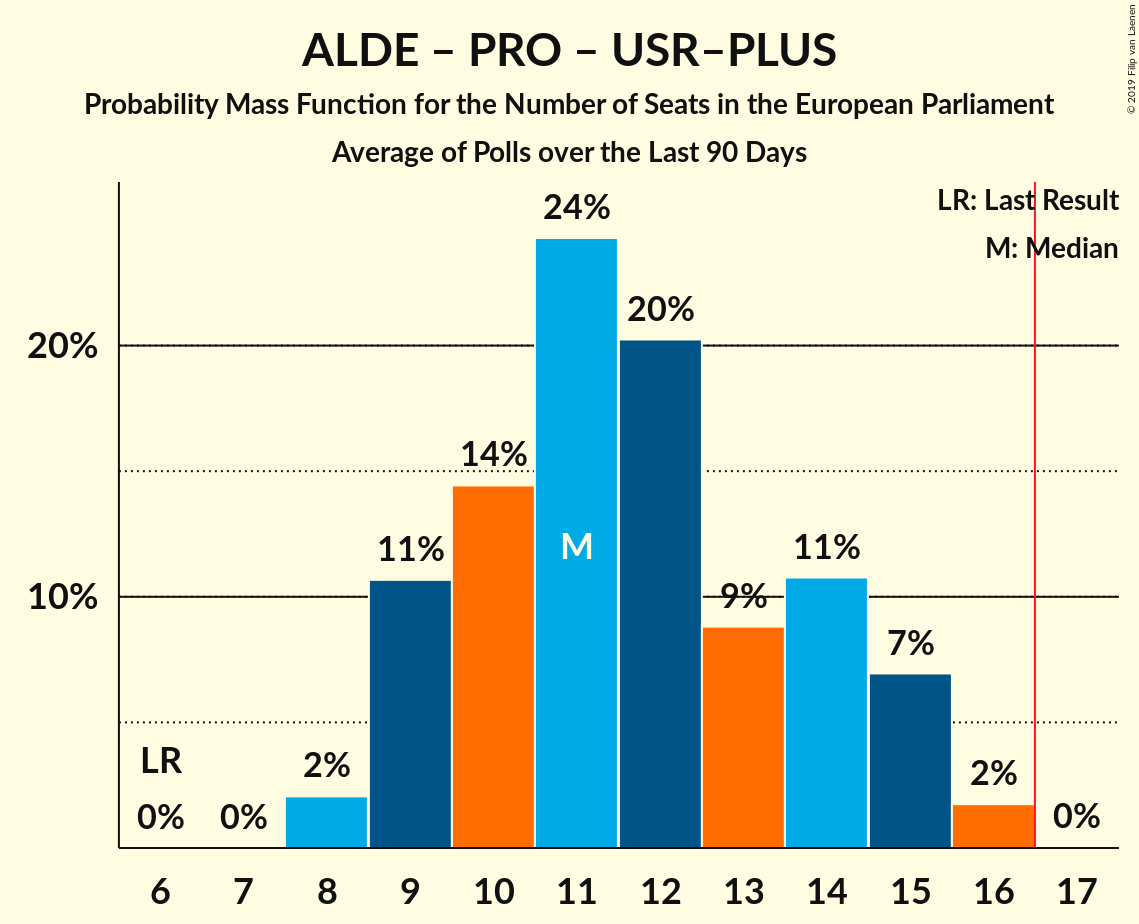 ALDE – PRO – USR–PLUS
Probability Mass Function for the Number of Seats in the European Parliament
Average of Polls over the Last 90 Days
© 2019 Filip van Laenen
LR: Last Result
M: Median
24%
20%
20%
14%
M
11%
11%
10%
9%
7%
LR
2%
2%
0%
0%
0%
6 7 8 9 10 11 12 13 14 15 16 17